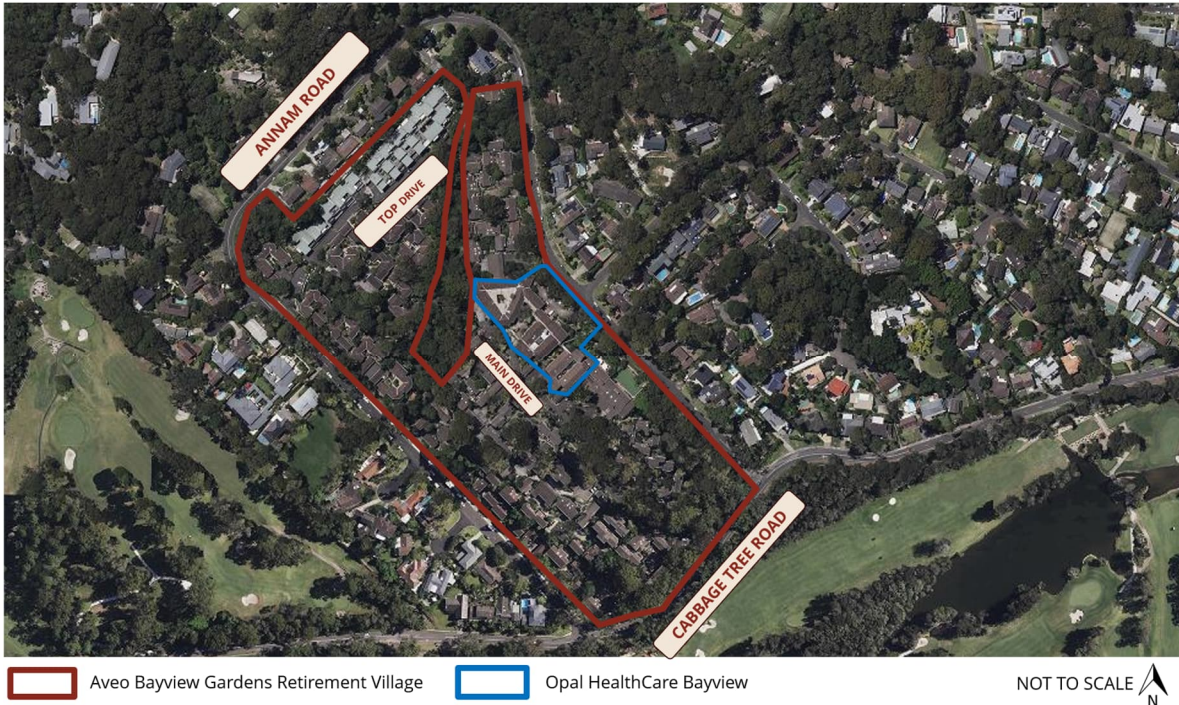 ANNAM ROAD
TOP DRIVE
MAIN DRIVE
CABBAGE TREE ROAD
Aveo Bayview Gardens Retirement Village
Opal HealthCare Bayview
NOT TO SCALE
N